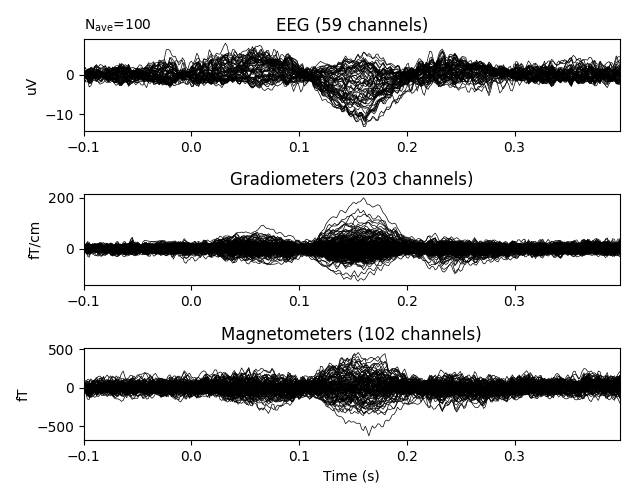 N_ave=100
EEG (59 channels)
uV
0
−10
−0.1 0.0 0.1 0.2 0.3
Gradiometers (203 channels)
fT/cm
200
0
−0.1 0.0 0.1 0.2 0.3
Magnetometers (102 channels)
fT
500
0
−500
−0.1 0.0 0.1 0.2 0.3
Time (s)